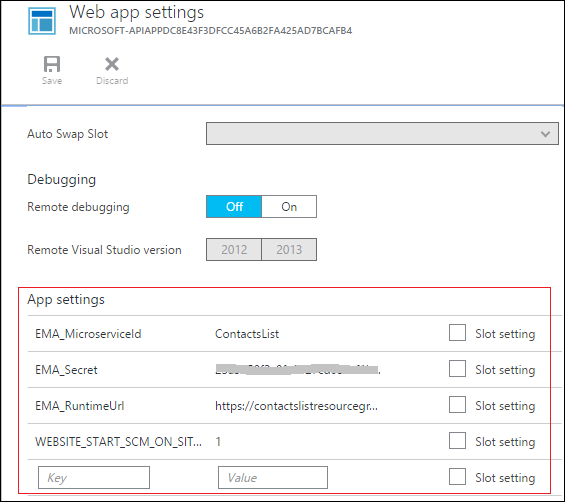 Web app settings
MICROSOFT-APIAPPDC8E43F3DFCC45A6B2FA425AD7BCAFB4
Save Discard
Auto Swap Slot
Debugging
Remote debugging Off On
Remote Visual Studio version 2012 2013
App settings
EMA_MicroserviceId ContactsList Slot setting
EMA_Secret Slot setting
EMA_RuntimeUrl https://contactslistresourcegr... Slot setting
WEBSITE_START_SCM_ON_SIT... 1 Slot setting
Key Value Slot setting